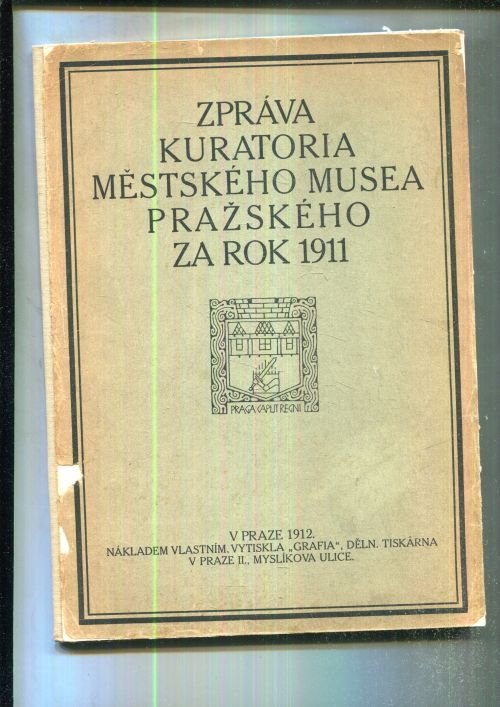 ZPRÁVA
KURATORIA
MĚSTSKÉHO MUSEA
PRAŽSKÉHO
ZA ROK 1911
PRAGA CAPUT REGNI
V PRAZE 1912.
NÁKLADEM VLASTNÍM. VYTISKLA „GRAFIA“, DĚLN. TISKÁRNA
V PRAZE II., MYSLÍKOVA ULICE.